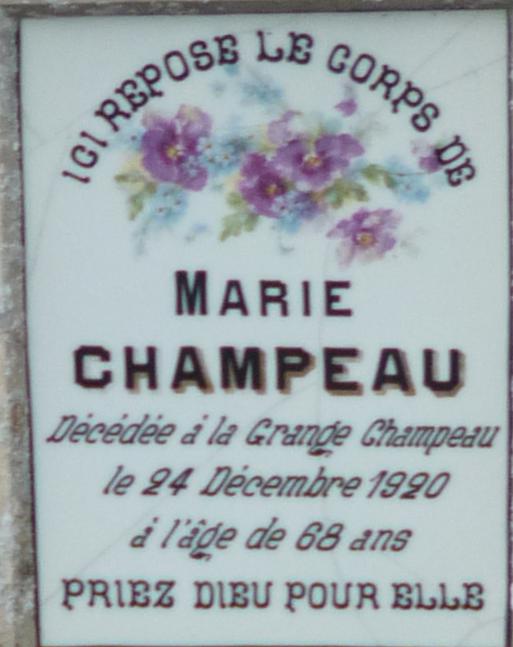 ICI REPOSE LE CORPS DE
MARIE
CHAMPEAU
Décédée à la Grange Champeau
le 24 Décembre 1920
à l'âge de 68 ans
PRIEZ DIEU POUR ELLE